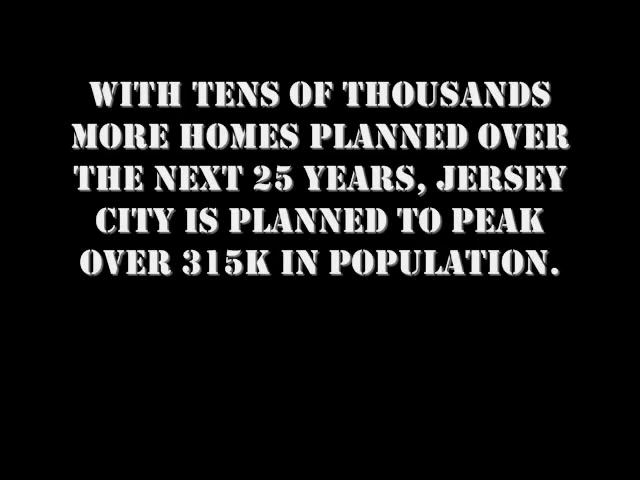 WITH TENS OF THOUSANDS
MORE HOMES PLANNED OVER
THE NEXT 25 YEARS, JERSEY
CITY IS PLANNED TO PEAK
OVER 315K IN POPULATION.